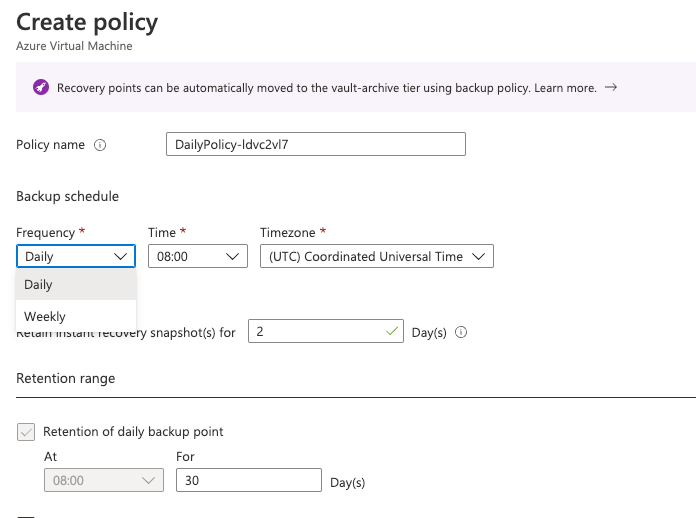 Create policy
Azure Virtual Machine
Recovery points can be automatically moved to the vault-archive tier using backup policy. Learn more. →
Policy name
DailyPolicy-ldvc2vl7
Backup schedule
Frequency * Time * Timezone *
Daily 08:00 (UTC) Coordinated Universal Time
Daily
Weekly
Retain instant recovery snapshot(s) for 2 Day(s)
Retention range
Retention of daily backup point
At For
08:00 30 Day(s)